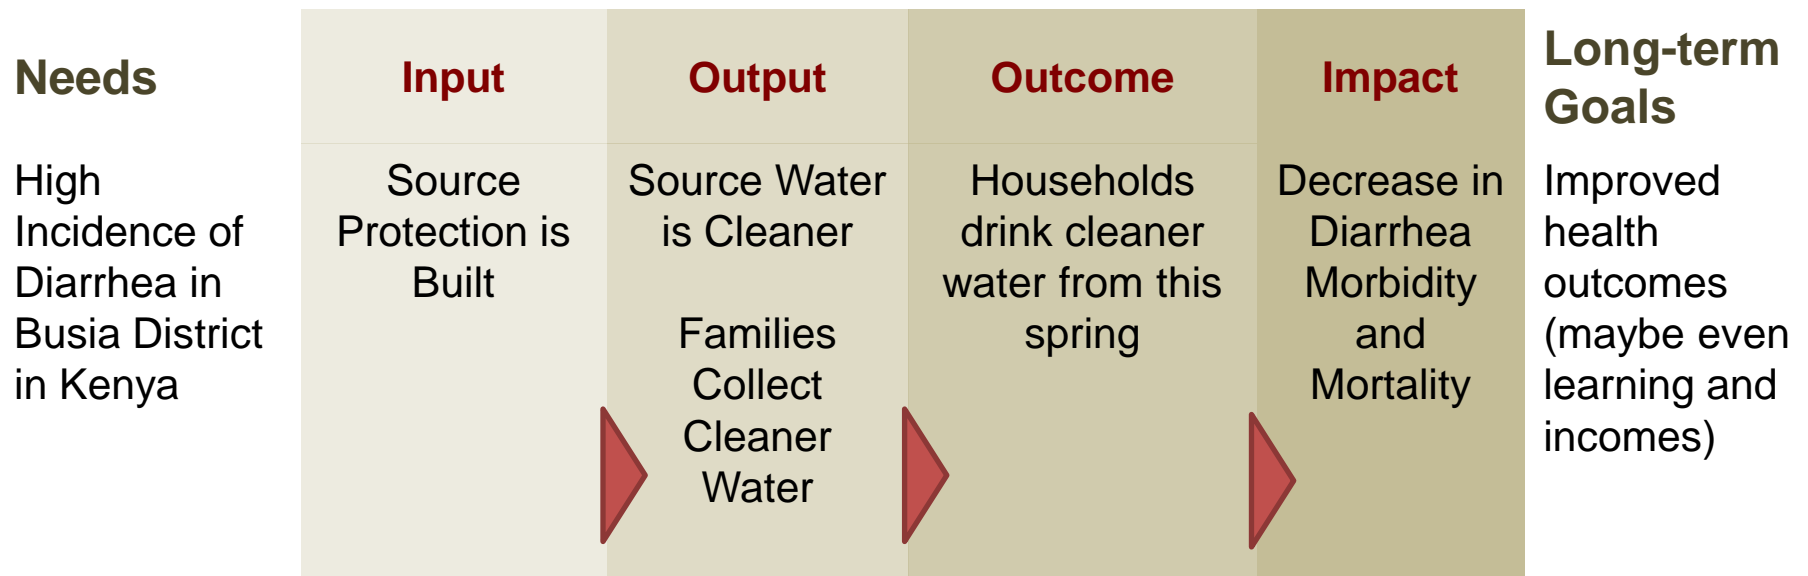 Needs
Input
Output
Outcome
Impact
Long-term
Goals
High
Incidence of
Diarrhea in
Busia District
in Kenya
Source
Protection is
Built
Source Water
is Cleaner
Families
Collect
Cleaner
Water
Households
drink cleaner
water from this
spring
Decrease in
Diarrhea
Morbidity
and
Mortality
Improved
health
outcomes
(maybe even
learning and
incomes)